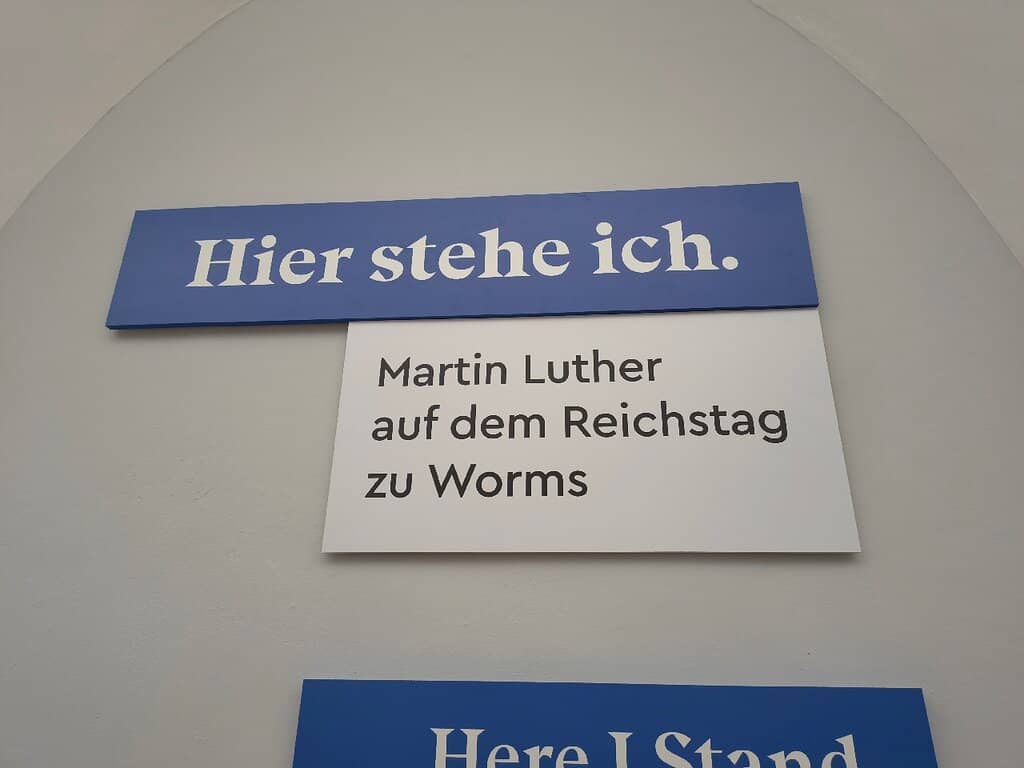 Hier stehe ich.
Martin Luther
auf dem Reichstag
zu Worms
Here I Stand